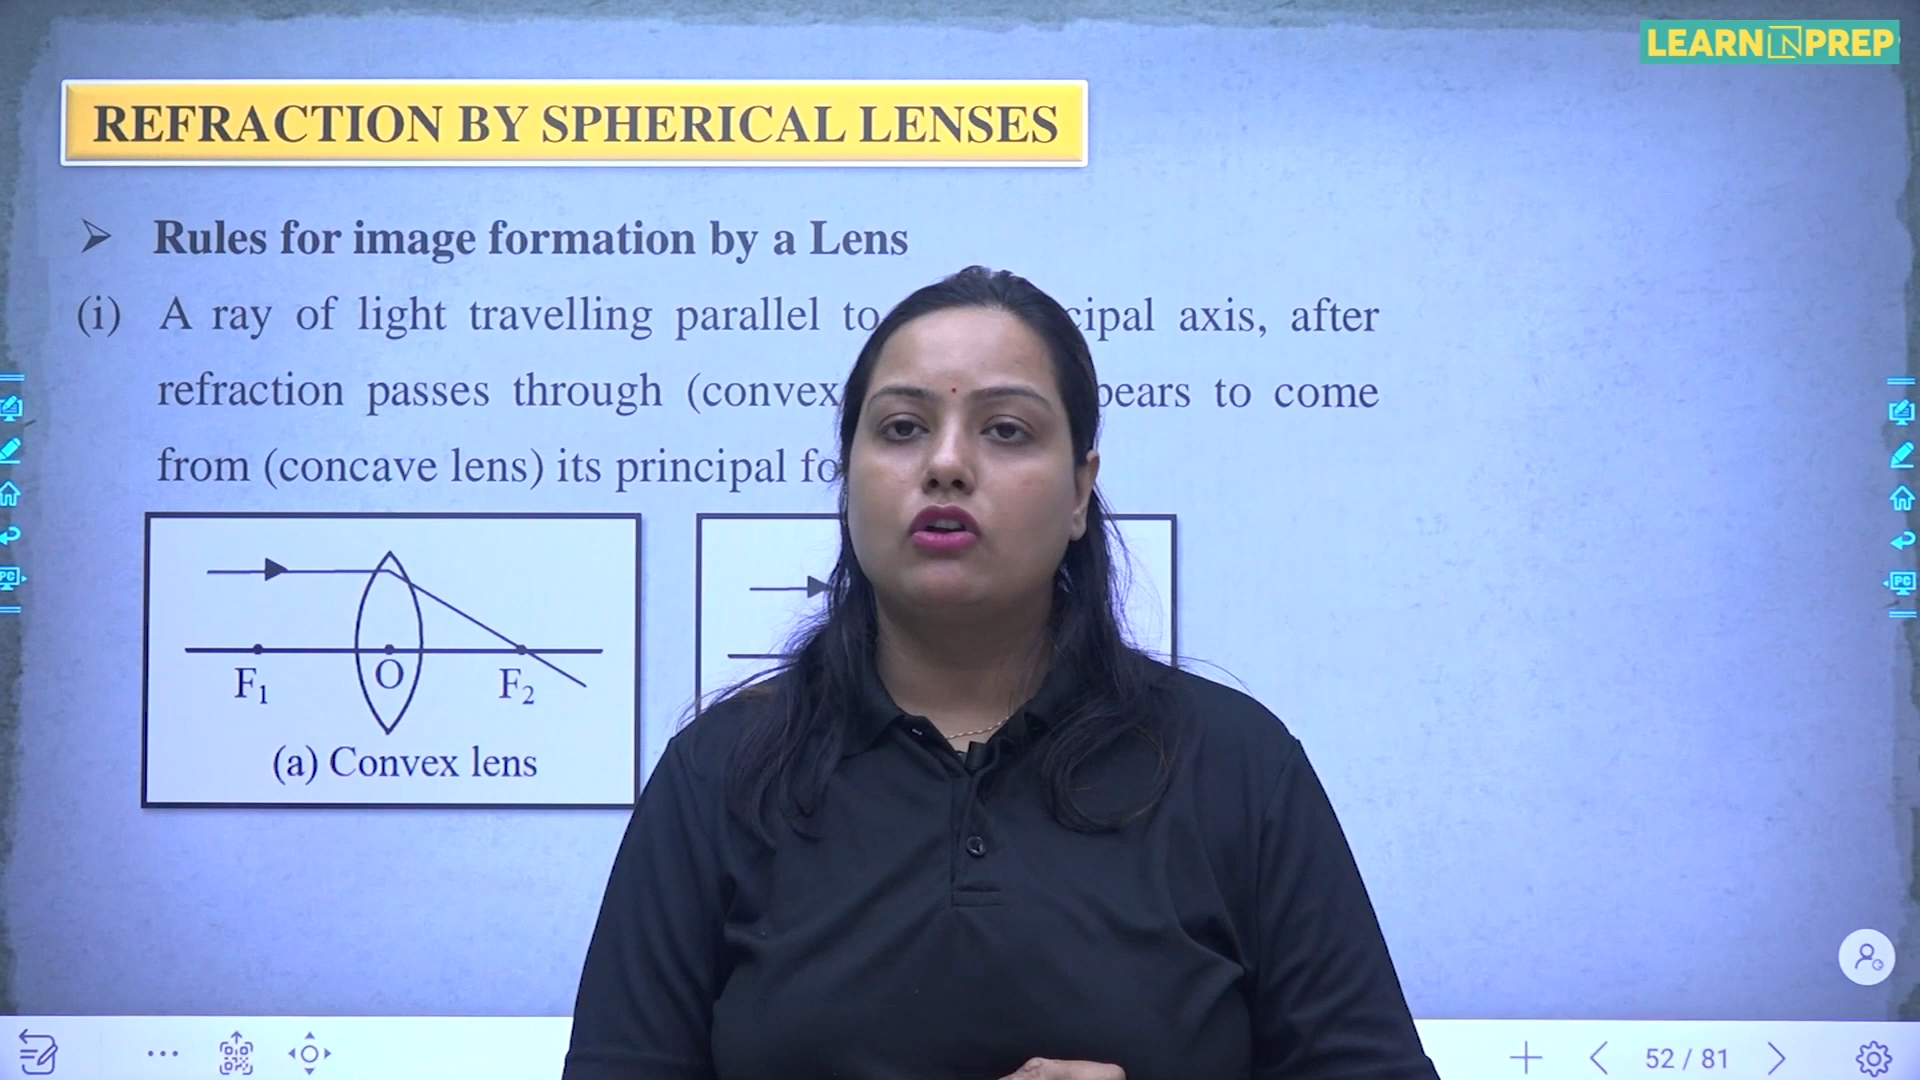 LEARN N PREP
REFRACTION BY SPHERICAL LENSES
Rules for image formation by a Lens
(i) A ray of light travelling parallel to cipal axis, after
refraction passes through (convex pears to come
from (concave lens) its principal fo
F₁ O F₂
(a) Convex lens
PC PC
52 / 81